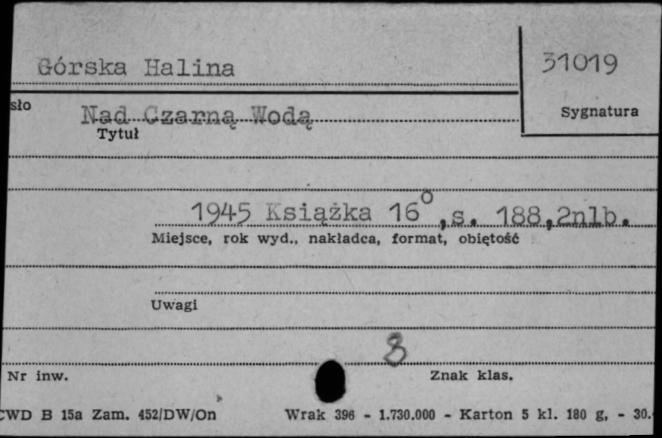 Górska Halina
31019
sło
Nad Czarną Wodą
Sygnatura
Tytuł
1945 Książka 16°,s. 188,2nlb.
Miejsce, rok wyd., nakładca, format, obiętość
Uwagi
8
Nr inw.
Znak klas.
CWD B 15a Zam. 452/DW/On Wrak 396 - 1.730.000 - Karton 5 kl. 180 g, - 30.